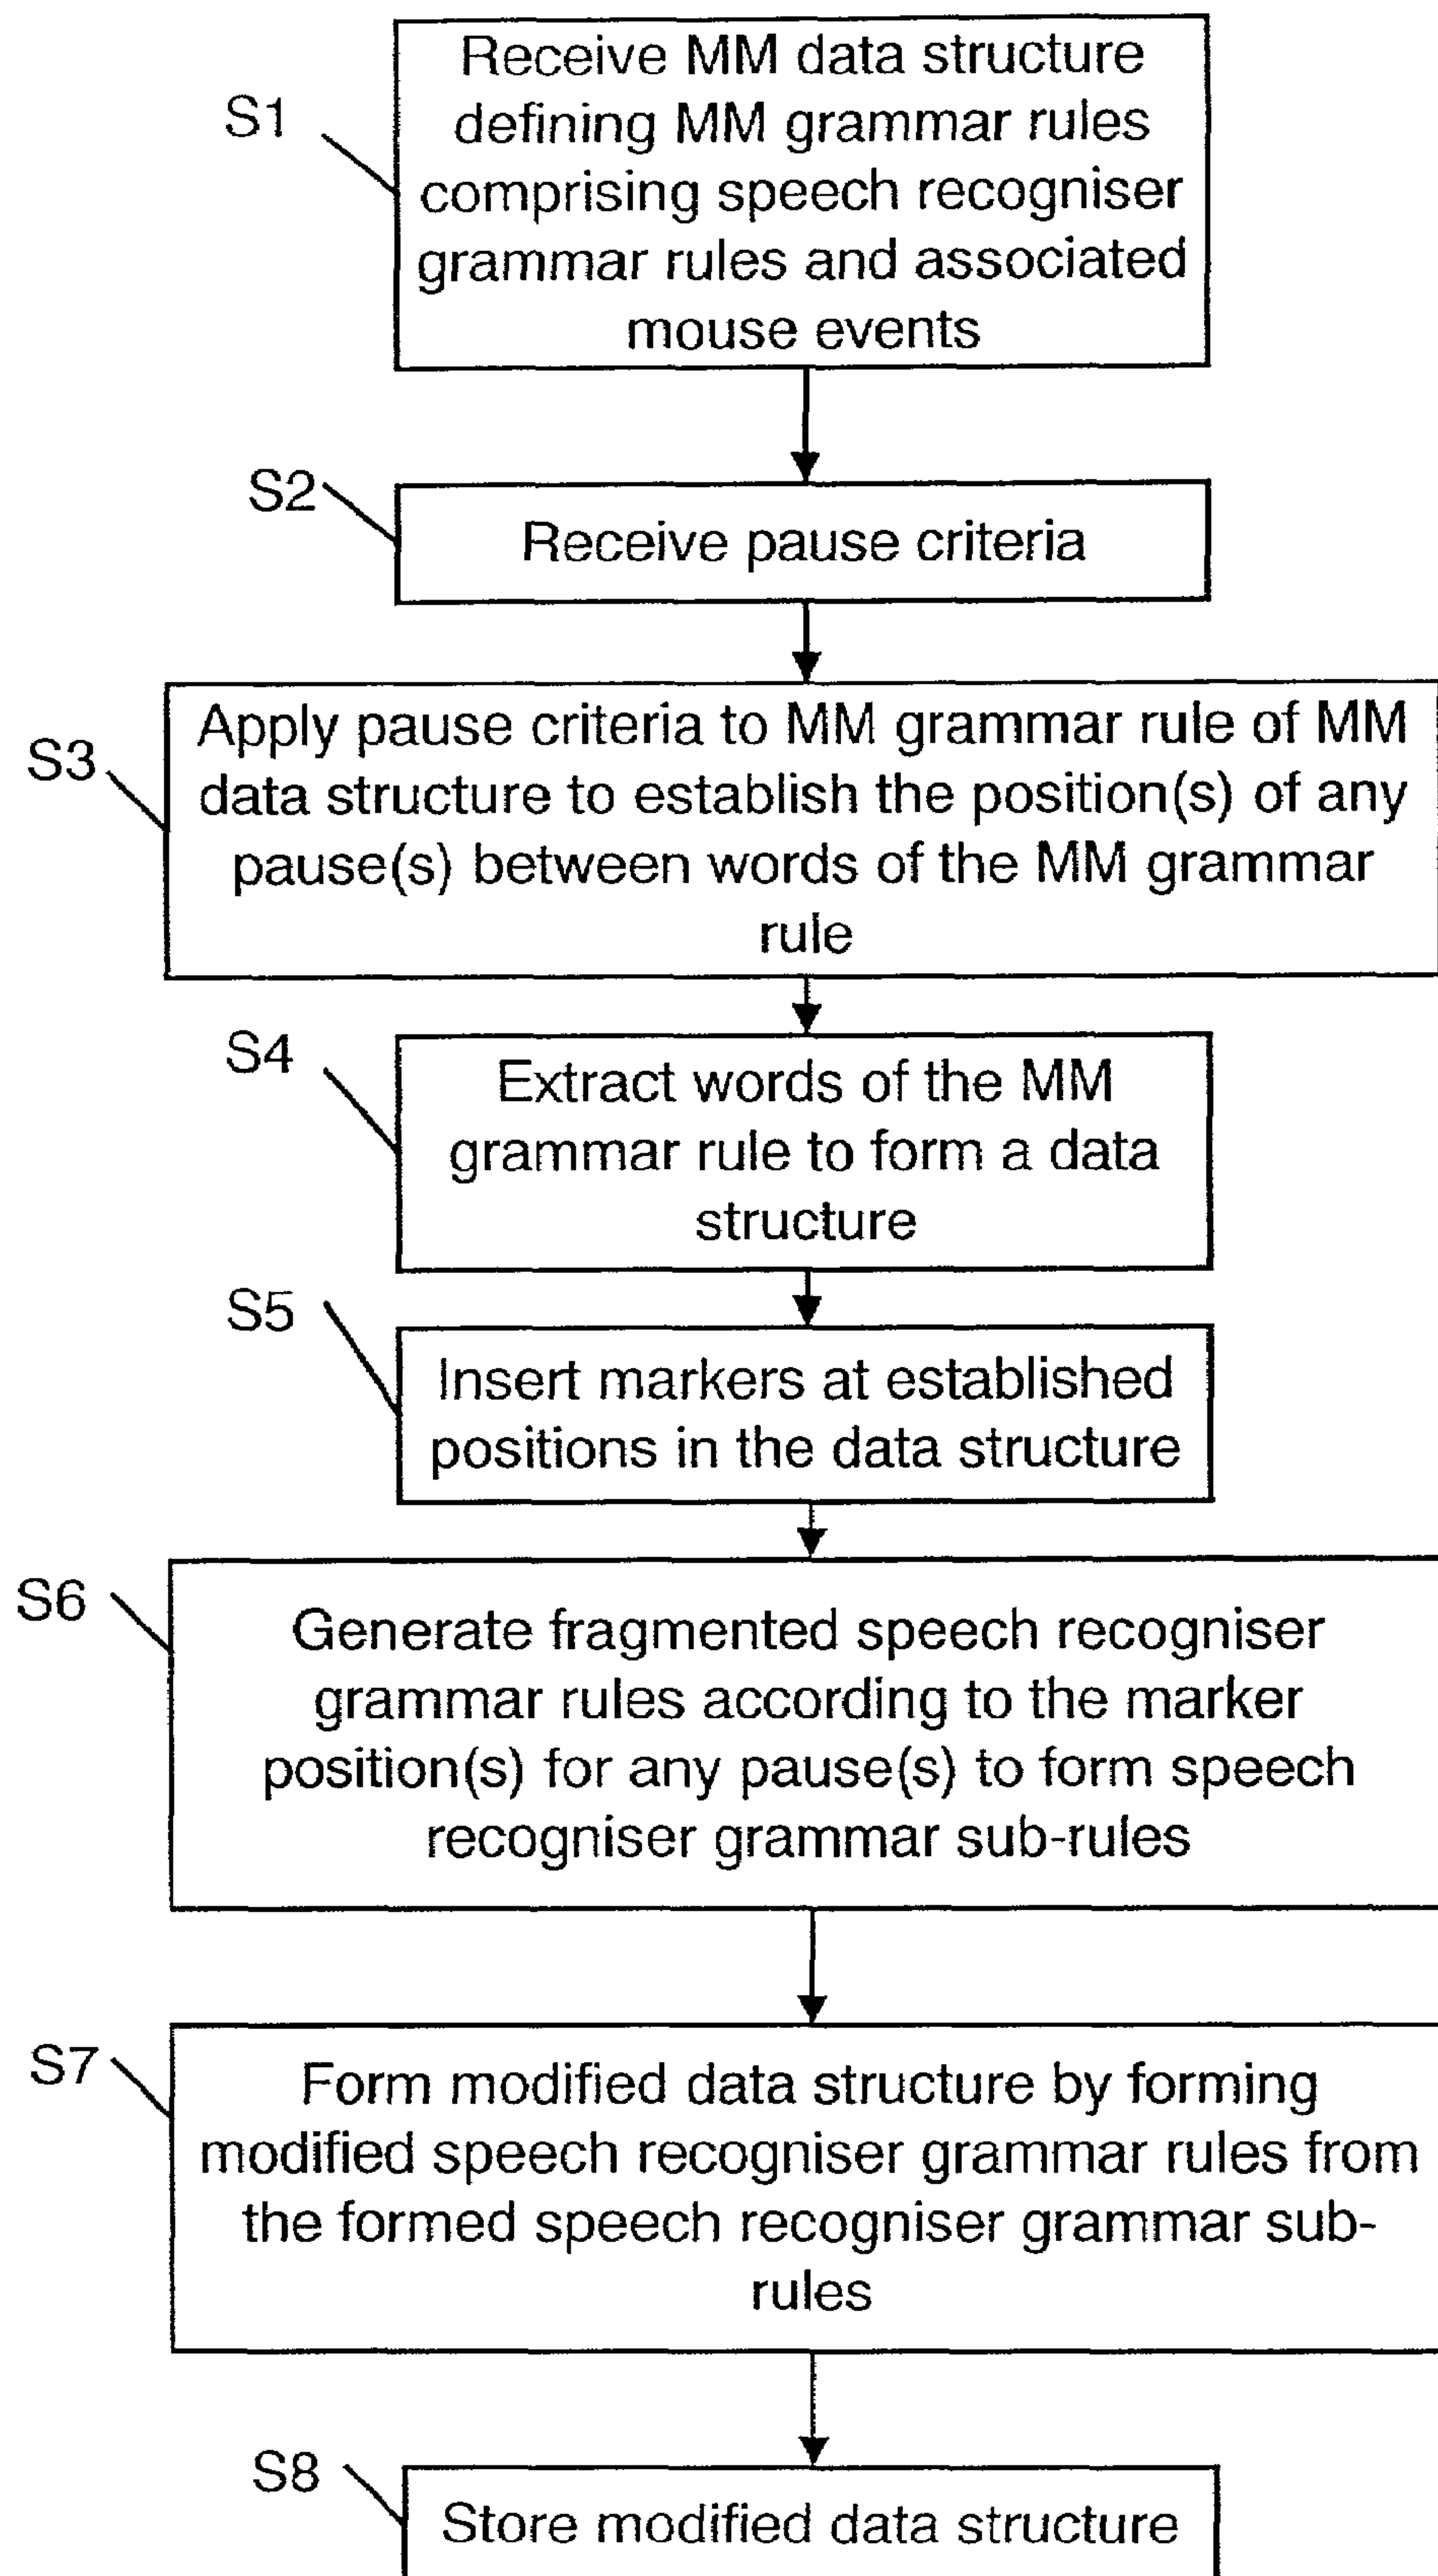 S1
Receive MM data structure
defining MM grammar rules
comprising speech recogniser
grammar rules and associated
mouse events
S2
Receive pause criteria
S3
Apply pause criteria to MM grammar rule of MM
data structure to establish the position(s) of any
pause(s) between words of the MM grammar
rule
S4
Extract words of the MM
grammar rule to form a data
structure
S5
Insert markers at established
positions in the data structure
S6
Generate fragmented speech recogniser
grammar rules according to the marker
position(s) for any pause(s) to form speech
recogniser grammar sub-rules
S7
Form modified data structure by forming
modified speech recogniser grammar rules from
the formed speech recogniser grammar sub-
rules
S8
Store modified data structure